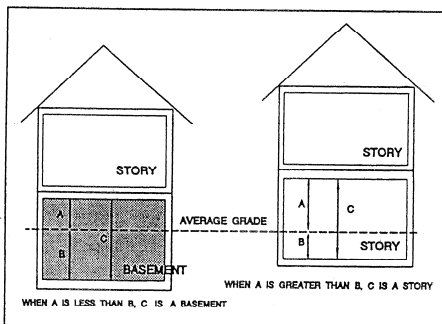 STORY
A
C
B
BASEMENT
WHEN A IS LESS THAN B, C IS A BASEMENT
AVERAGE GRADE
STORY
A
C
B
STORY
WHEN A IS GREATER THAN B, C IS A STORY